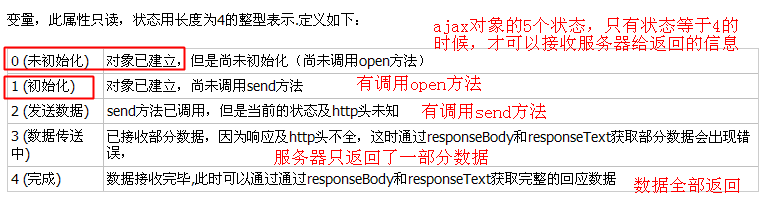 变量，此属性只读，状态用长度为4的整型表示.定义如下：
ajax对象的5个状态，只有状态等于4的
时候，才可以接收服务器给返回的信息
0 (未初始化) 对象已建立，但是尚未初始化（尚未调用open方法）
1 (初始化) 对象已建立，尚未调用send方法 有调用open方法
2 (发送数据) send方法已调用，但是当前的状态及http头未知 有调用send方法
3 (数据传送
中)
已接收部分数据，因为响应及http头不全，这时通过responseBody和responseText获取部分数据会出现错
误，
服务器只返回了一部分数据
4 (完成) 数据接收完毕,此时可以通过通过responseBody和responseText获取完整的回应数据 数据全部返回